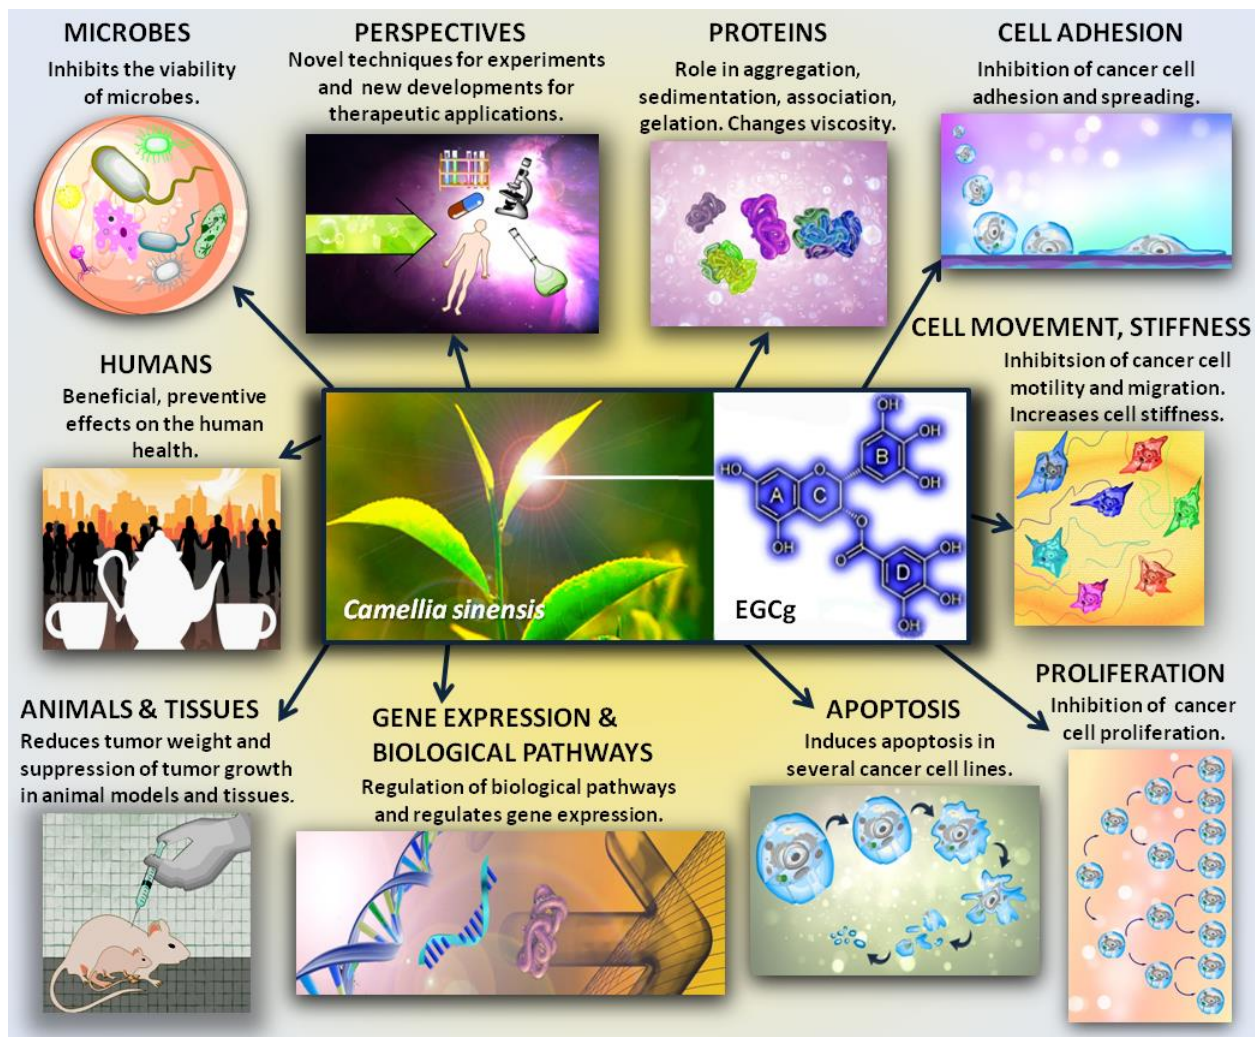 MICROBES
Inhibits the viability
of microbes.
PERSPECTIVES
Novel techniques for experiments
and new developments for
therapeutic applications.
PROTEINS
Role in aggregation,
sedimentation, association,
gelation. Changes viscosity.
CELL ADHESION
Inhibition of cancer cell
adhesion and spreading.
HUMANS
Beneficial, preventive
effects on the human
health.
CELL MOVEMENT, STIFFNESS
Inhibitsion of cancer cell
motility and migration.
Increases cell stiffness.
Camellia sinensis
OH
OH
B
OH
HO
O
A
C
O
OH
O
OH
D
OH
OH
EGCg
ANIMALS & TISSUES
Reduces tumor weight and
suppression of tumor growth
in animal models and tissues.
GENE EXPRESSION &
BIOLOGICAL PATHWAYS
Regulation of biological pathways
and regulates gene expression.
APOPTOSIS
Induces apoptosis in
several cancer cell lines.
PROLIFERATION
Inhibition of cancer
cell proliferation.